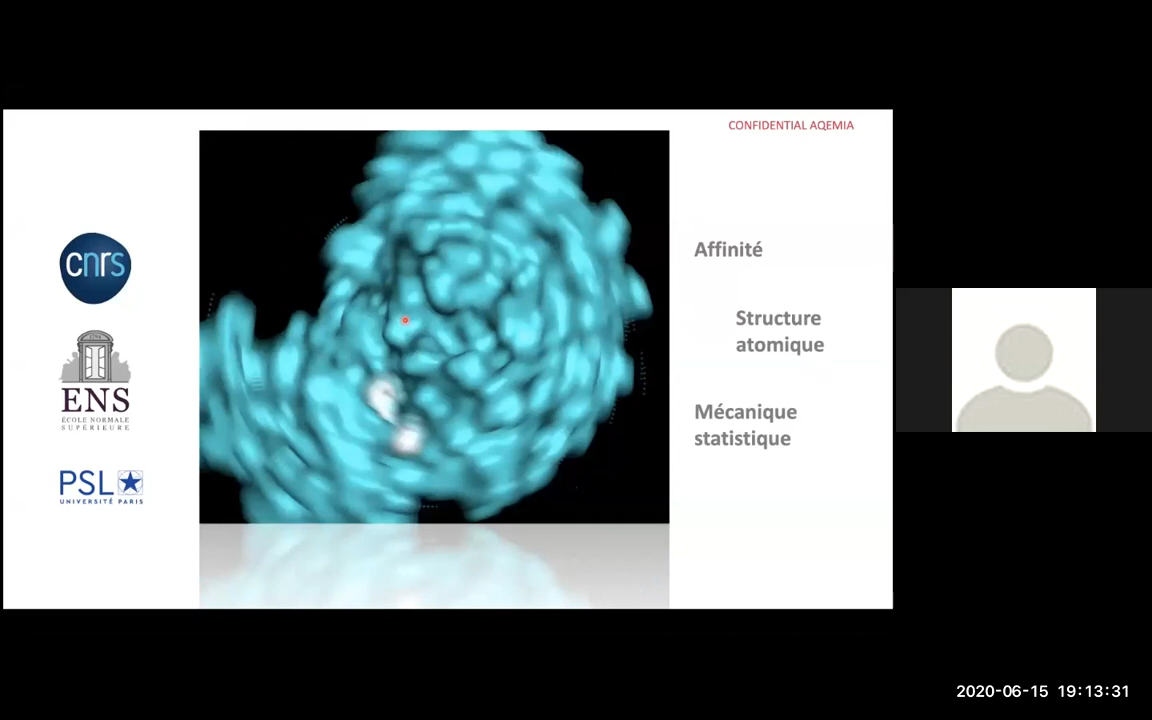 CONFIDENTIAL AQEMIA
cnrs
ENS
ÉCOLE NORMALE
SUPÉRIEURE
PSL
UNIVERSITÉ PARIS
Affinité
Structure
atomique
Mécanique
statistique
2020-06-15 19:13:31